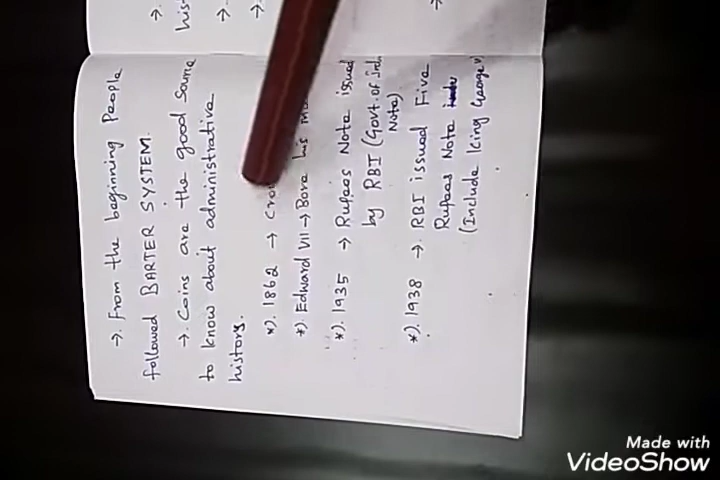 →. From the beginning People
followed BARTER SYSTEM.
→. Coins are the good source
to know about administrative
history.
*). 1862 →
*). Edward VII → Bore his
*). 1935 → Rupees Note issued
by RBI (Govt. of
Note)
*). 1938 →. RBI issued Five
Rupees Note
(Include King George V
→.
his
→.
→.
→
Made with
VideoShow